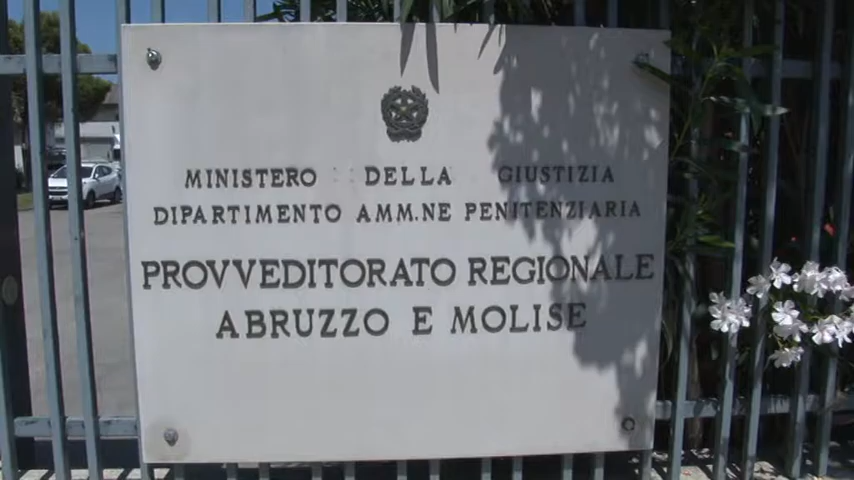 MINISTERO DELLA GIUSTIZIA
DIPARTIMENTO AMM.NE PENITENZIARIA
PROVVEDITORATO REGIONALE
ABRUZZO E MOLISE